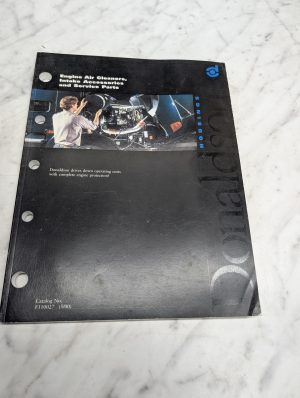 Engine Air Cleaners,
Intake Accessories
and Service Parts
DONALDSON
Donaldson drives down operating costs
with complete engine protection!
Donaldson
Catalog No.
F110027